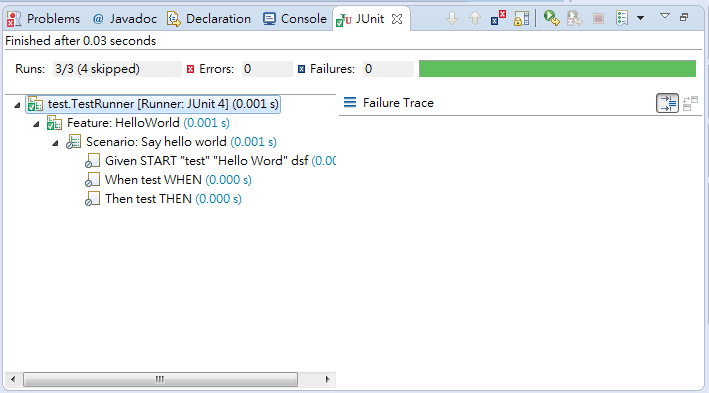 Problems @ Javadoc Declaration Console JUnit
Finished after 0.03 seconds
Runs: 3/3 (4 skipped) Errors: 0 Failures: 0
test.TestRunner [Runner: JUnit 4] (0.001 s)
Failure Trace
Feature: HelloWorld (0.001 s)
Scenario: Say hello world (0.001 s)
Given START "test" "Hello Word" dsf (0.00
When test WHEN (0.000 s)
Then test THEN (0.000 s)